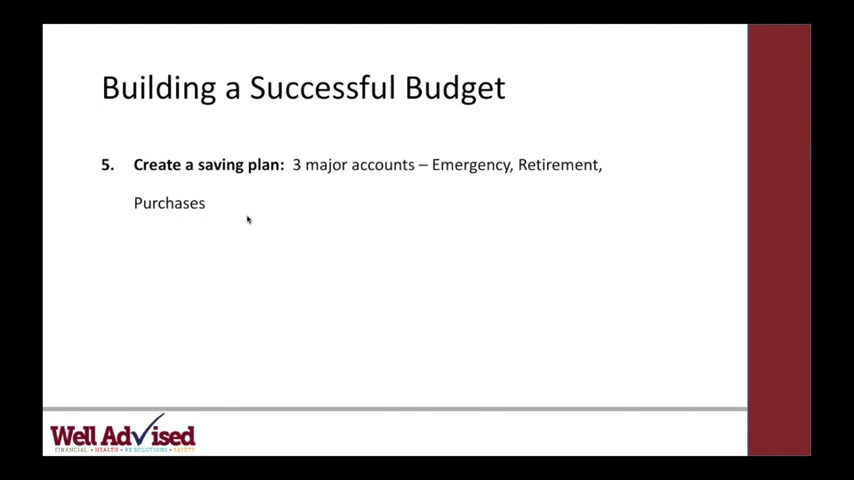 Building a Successful Budget
5. Create a saving plan: 3 major accounts – Emergency, Retirement,
Purchases
Well Advised
FINANCIAL • HEALTH • RX SOLUTIONS • SAFETY